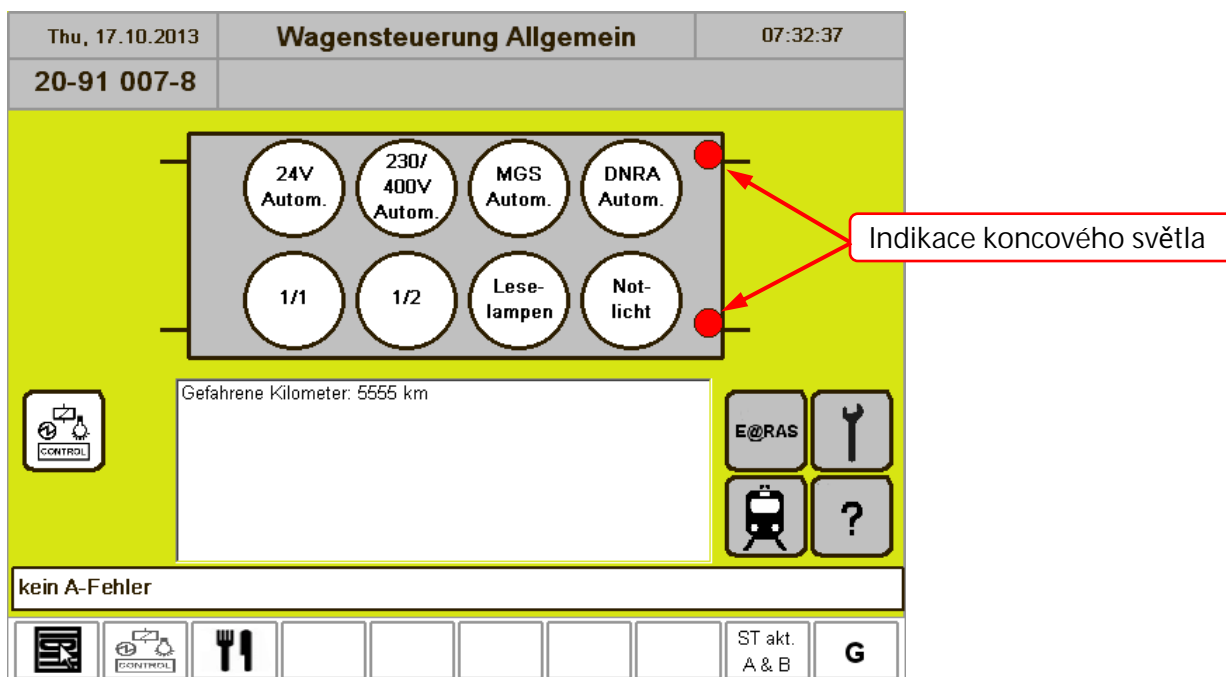 Thu, 17.10.2013
Wagensteuerung Allgemein
07:32:37
20-91 007-8
24V
Autom.
230/
400V
Autom.
MGS
Autom.
DNRA
Autom.
Indikace koncového světla
1/1
1/2
Lese-
lampen
Not-
licht
Gefahrene Kilometer: 5555 km
CONTROL
E@RAS
?
kein A-Fehler
CONTROL
ST akt.
A & B
G